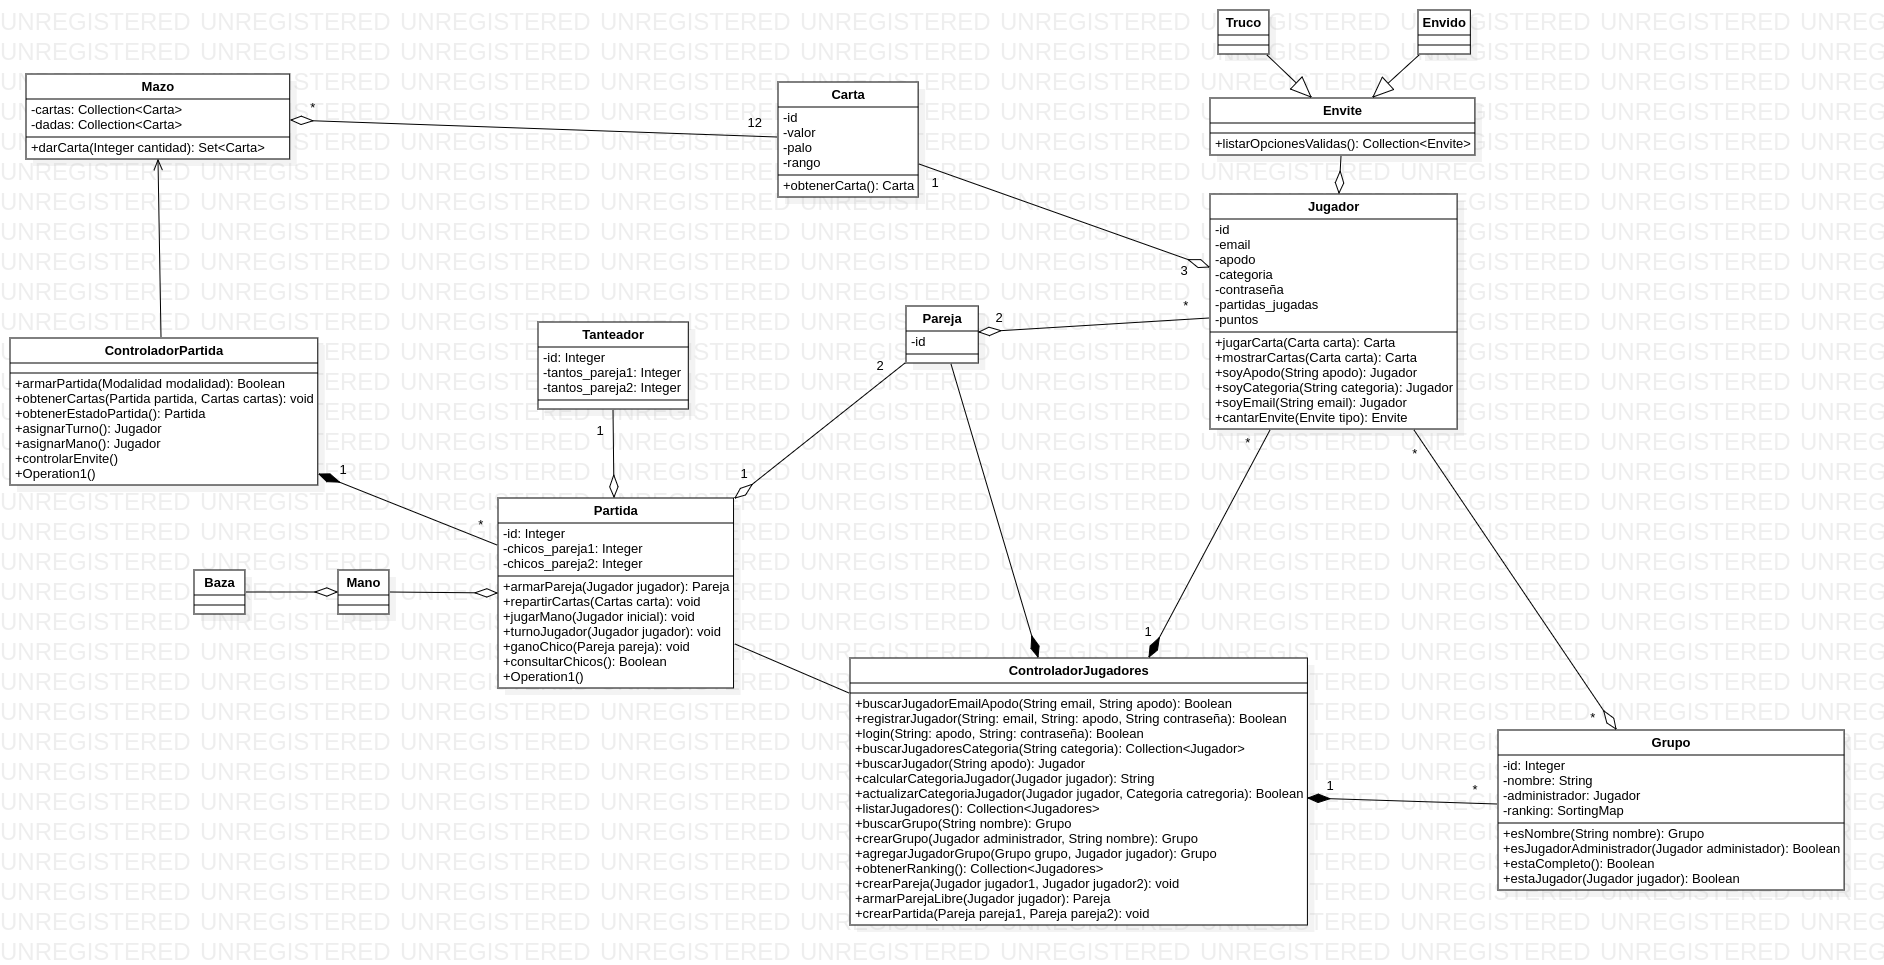 Truco
Envido
Mazo
-cartas: Collection<Carta>
-dadas: Collection<Carta>
+darCarta(Integer cantidad): Set<Carta>
*
12
Carta
-id
-valor
-palo
-rango
+obtenerCarta(): Carta
1
3
Envite
+listarOpcionesValidas(): Collection<Envite>
Jugador
-id
-email
-apodo
-categoria
-contraseña
-partidas_jugadas
-puntos
+jugarCarta(Carta carta): Carta
+mostrarCartas(Carta carta): Carta
+soyApodo(String apodo): Jugador
+soyCategoria(String categoria): Jugador
+soyEmail(String email): Jugador
+cantarEnvite(Envite tipo): Envite
Pareja
-id
2
*
2
1
Tanteador
-id: Integer
-tantos_pareja1: Integer
-tantos_pareja2: Integer
1
ControladorPartida
+armarPartida(Modalidad modalidad): Boolean
+obtenerCartas(Partida partida, Cartas cartas): void
+obtenerEstadoPartida(): Partida
+asignarTurno(): Jugador
+asignarMano(): Jugador
+controlarEnvite()
+Operation1()
1
*
Partida
-id: Integer
-chicos_pareja1: Integer
-chicos_pareja2: Integer
+armarPareja(Jugador jugador): Pareja
+repartirCartas(Cartas carta): void
+jugarMano(Jugador inicial): void
+turnoJugador(Jugador jugador): void
+ganoChico(Pareja pareja): void
+consultarChicos(): Boolean
+Operation1()
Baza
Mano
*
1
*
*
ControladorJugadores
+buscarJugadorEmailApodo(String email, String apodo): Boolean
+registrarJugador(String: email, String: apodo, String contraseña): Boolean
+login(String: apodo, String: contraseña): Boolean
+buscarJugadoresCategoria(String categoria): Collection<Jugador>
+buscarJugador(String apodo): Jugador
+calcularCategoriaJugador(Jugador jugador): String
+actualizarCategoriaJugador(Jugador jugador, Categoria catregoria): Boolean
+listarJugadores(): Collection<Jugadores>
+buscarGrupo(String nombre): Grupo
+crearGrupo(Jugador administrador, String nombre): Grupo
+agregarJugadorGrupo(Grupo grupo, Jugador jugador): Grupo
+obtenerRanking(): Collection<Jugadores>
+crearPareja(Jugador jugador1, Jugador jugador2): void
+armarParejaLibre(Jugador jugador): Pareja
+crearPartida(Pareja pareja1, Pareja pareja2): void
1
*
Grupo
-id: Integer
-nombre: String
-administrador: Jugador
-ranking: SortingMap
+esNombre(String nombre): Grupo
+esJugadorAdministrador(Jugador administador): Boolean
+estaCompleto(): Boolean
+estaJugador(Jugador jugador): Boolean
UNREGISTERED